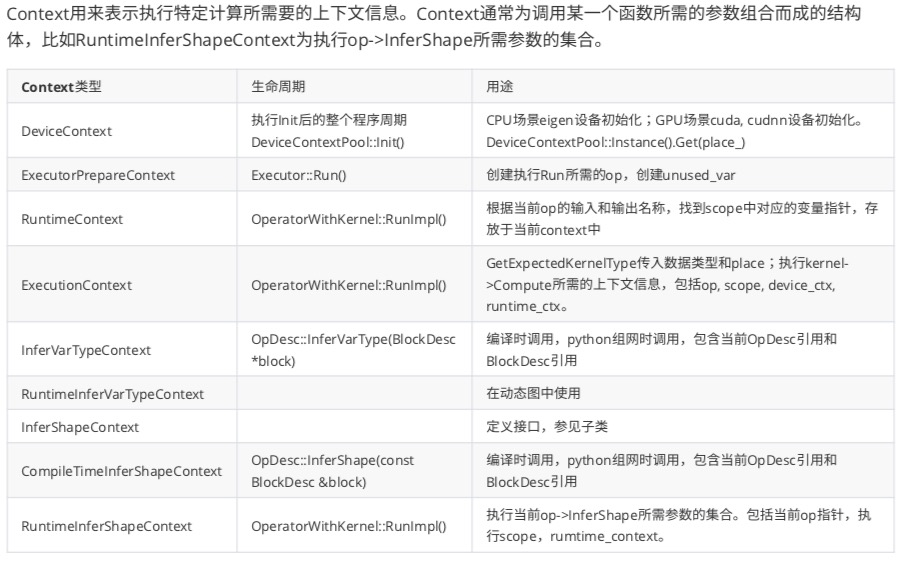 Context用来表示执行特定计算所需要的上下文信息。Context通常为调用某一个函数所需的参数组合而成的结构
体，比如RuntimeInferShapeContext为执行op->InferShape所需参数的集合。
Context类型 生命周期 用途
DeviceContext
执行Init后的整个程序周期
DeviceContextPool::Init()
CPU场景eigen设备初始化；GPU场景cuda, cudnn设备初始化。
DeviceContextPool::Instance().Get(place_)
ExecutorPrepareContext Executor::Run() 创建执行Run所需的op，创建unused_var
RuntimeContext OperatorWithKernel::RunImpl()
根据当前op的输入和输出名称，找到scope中对应的变量指针，存
放于当前context中
ExecutionContext OperatorWithKernel::RunImpl()
GetExpectedKernelType传入数据类型和place；执行kernel-
>Compute所需的上下文信息，包括op, scope, device_ctx,
runtime_ctx。
InferVarTypeContext
OpDesc::InferVarType(BlockDesc
*block)
编译时调用，python组网时调用，包含当前OpDesc引用和
BlockDesc引用
RuntimeInferVarTypeContext 在动态图中使用
InferShapeContext 定义接口，参见子类
CompileTimeInferShapeContext
OpDesc::InferShape(const
BlockDesc &block)
编译时调用，python组网时调用，包含当前OpDesc引用和
BlockDesc引用
RuntimeInferShapeContext OperatorWithKernel::RunImpl()
执行当前op->InferShape所需参数的集合。包括当前op指针，执
行scope，rumtime_context。